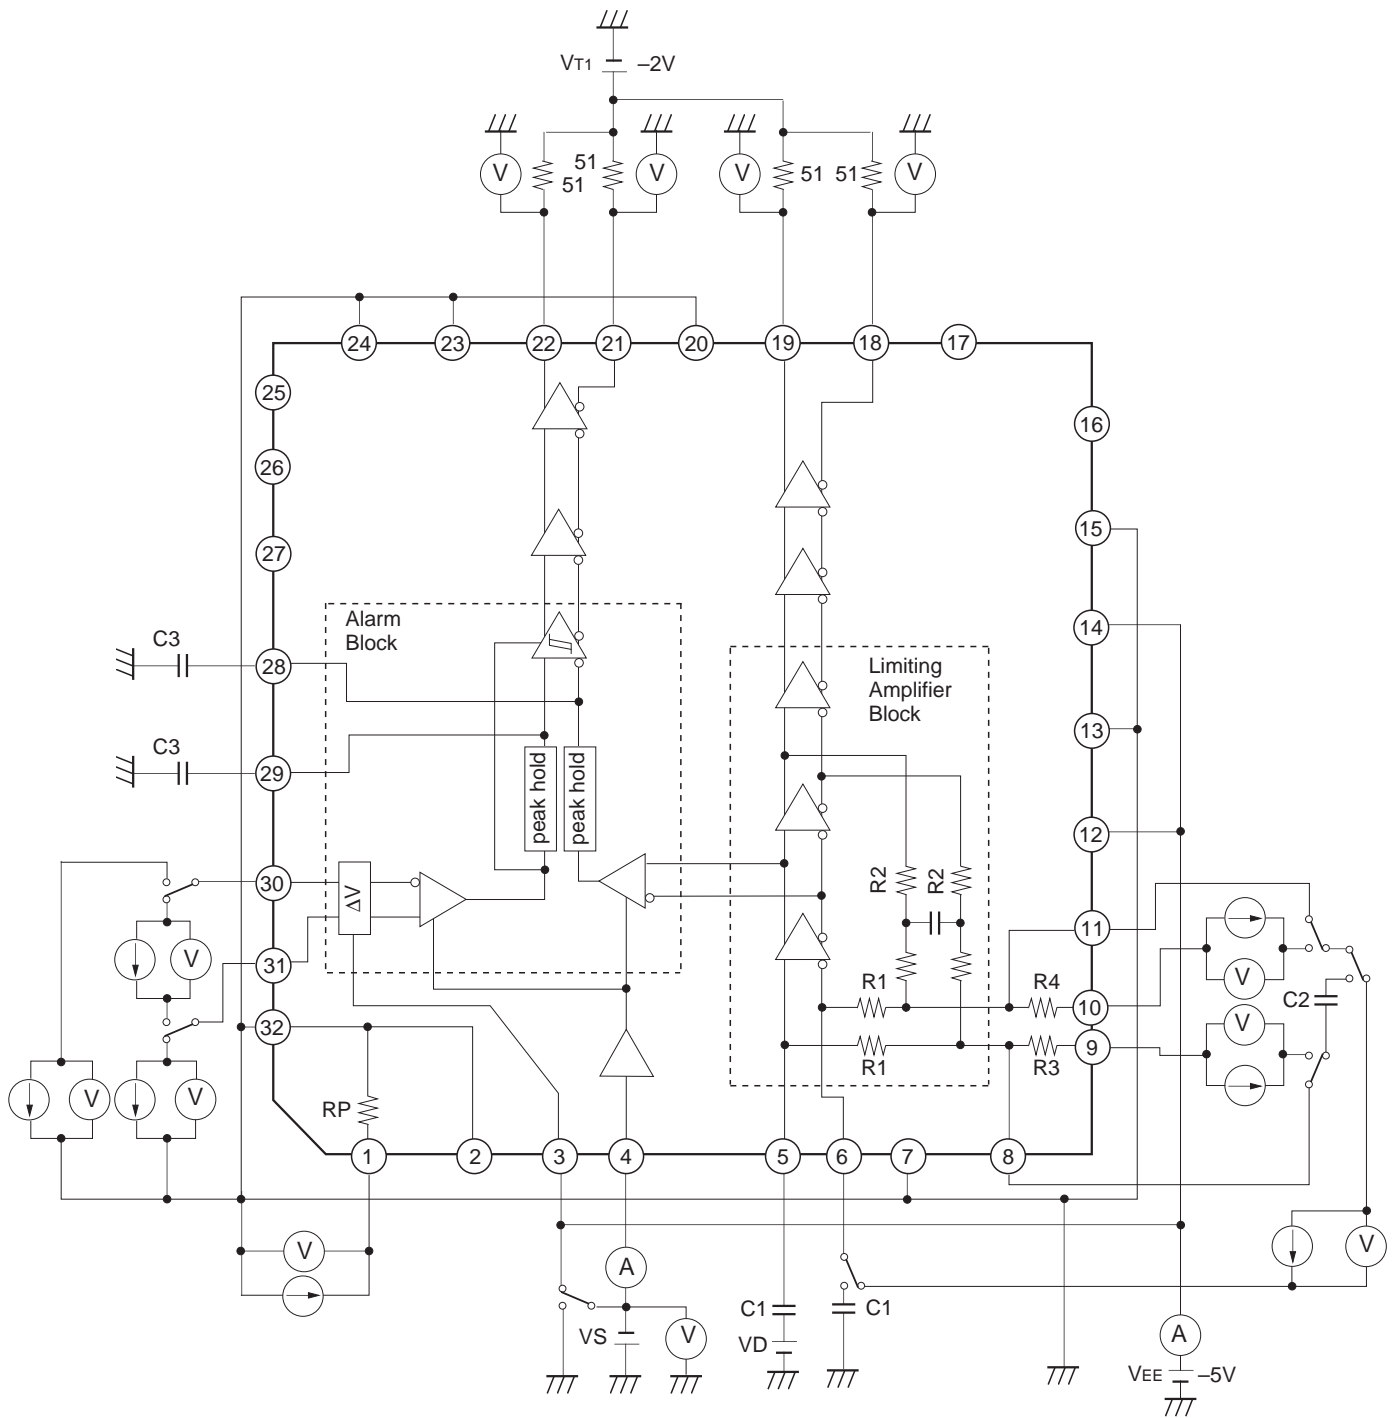 VT1
–2V
V
51
51
V
V
51
51
V
24
23
22
21
20
19
18
17
25
26
27
28
29
30
31
32
16
15
14
13
12
11
10
9
Alarm
Block
Limiting
Amplifier
Block
C3
C3
peak hold
peak hold
ΔV
R2
R2
R1
R4
R1
R3
C2
V
V
V
V
V
RP
1
2
3
4
5
6
7
8
V
A
VS
V
C1
VD
C1
V
A
VEE
–5V